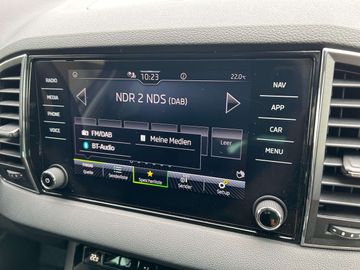 RADIO
MEDIA
PHONE
VOICE
10:23
22.0°C
NDR 2 NDS (DAB)
FM/DAB
Meine Medien
BT-Audio
Leer
Quelle
Senderliste
Speicherliste
Sender
Setup
NAV
APP
CAR
MENU